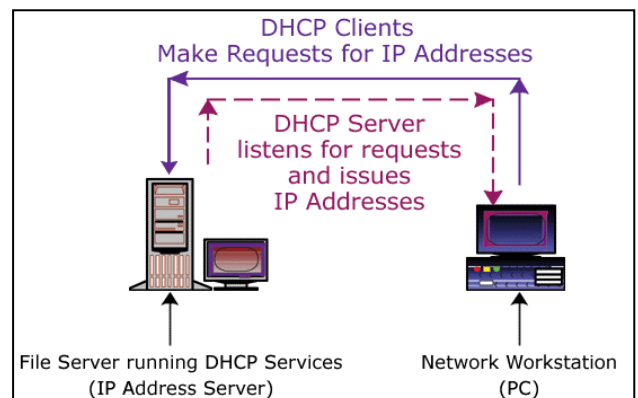 DHCP Clients
Make Requests for IP Addresses
DHCP Server
listens for requests
and issues
IP Addresses
File Server running DHCP Services
(IP Address Server)
Network Workstation
(PC)